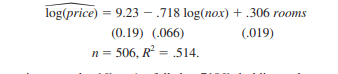 log(price) = 9.23 − .718 log(nox) + .306 rooms
(0.19) (.066) (.019)
n = 506, R² = .514.